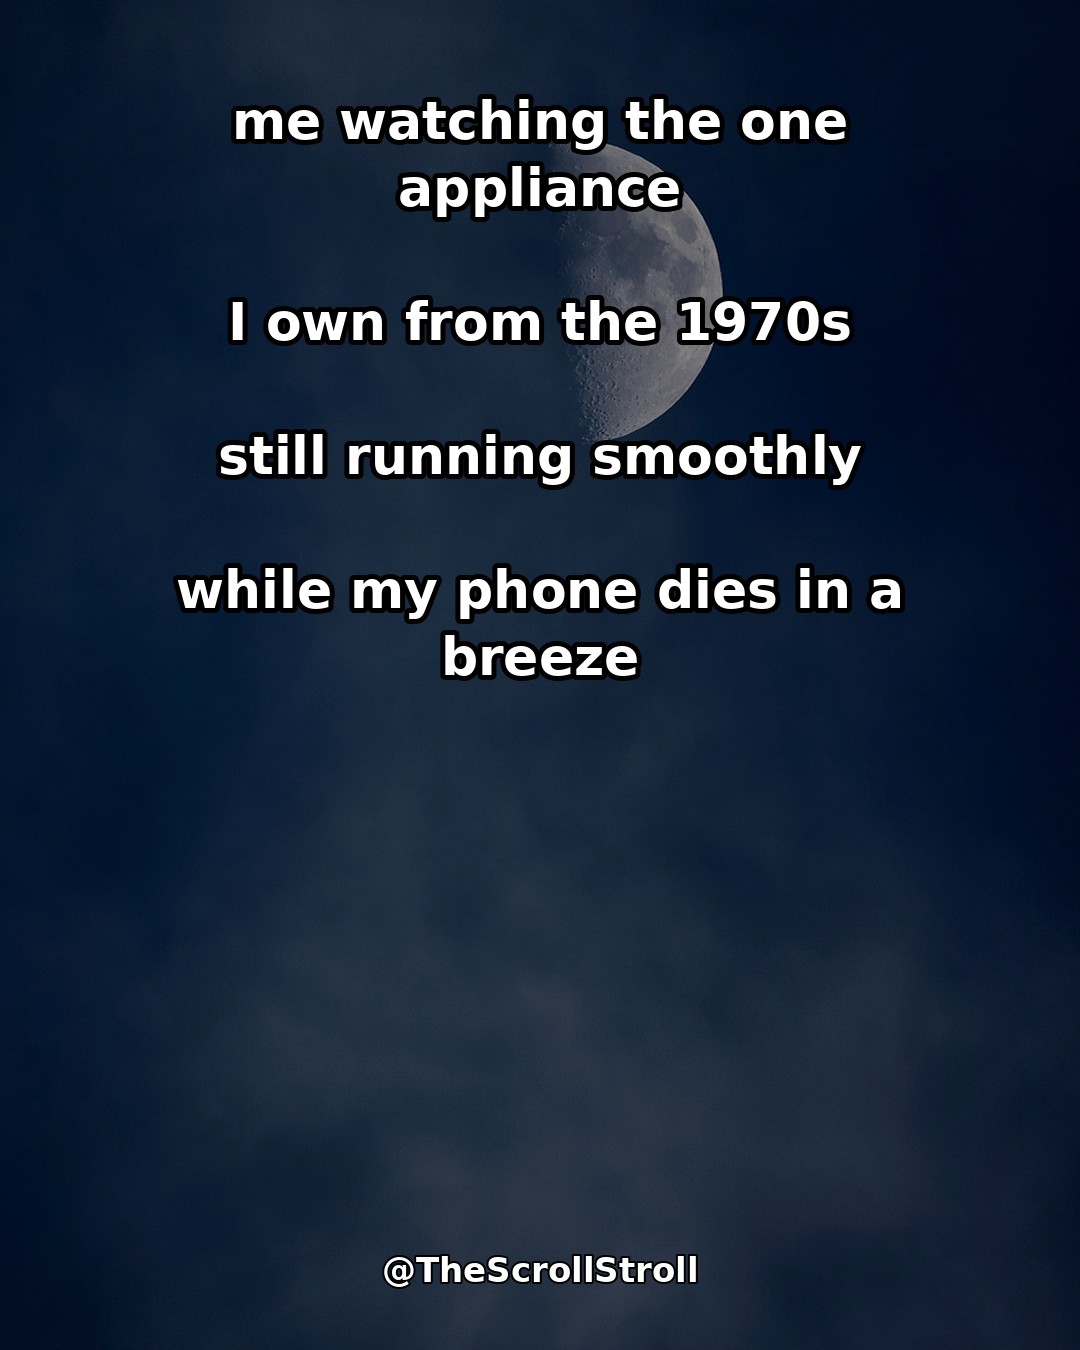 me watching the one
appliance
I own from the 1970s
still running smoothly
while my phone dies in a
breeze
@TheScrollStroll